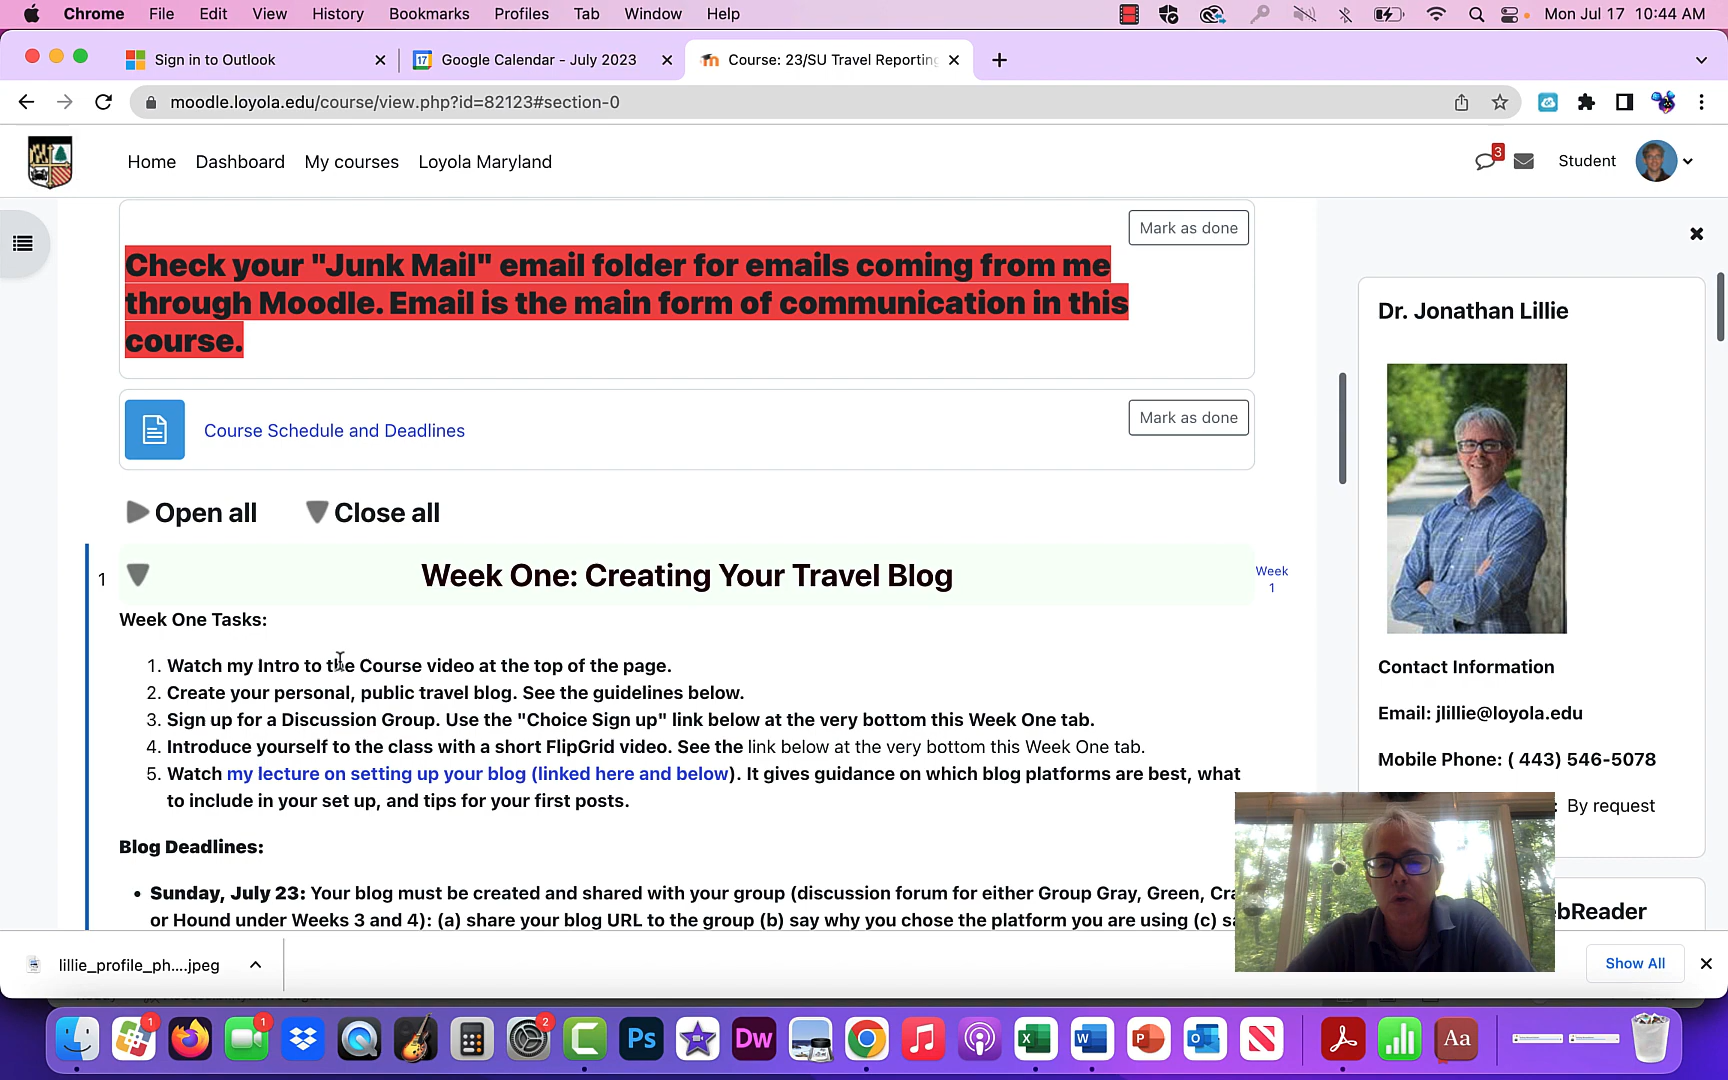 Chrome File Edit View History Bookmarks Profiles Tab Window Help
Mon Jul 17 10:44 AM
Sign in to Outlook
17 Google Calendar - July 2023
Course: 23/SU Travel Reporting
moodle.loyola.edu/course/view.php?id=82123#section-0
Home Dashboard My courses Loyola Maryland
3
Student
Mark as done
Check your "Junk Mail" email folder for emails coming from me
through Moodle. Email is the main form of communication in this
course.
Course Schedule and Deadlines
Mark as done
Open all Close all
1
Week One: Creating Your Travel Blog
Week
1
Week One Tasks:
1. Watch my Intro to the Course video at the top of the page.
2. Create your personal, public travel blog. See the guidelines below.
3. Sign up for a Discussion Group. Use the "Choice Sign up" link below at the very bottom this Week One tab.
4. Introduce yourself to the class with a short FlipGrid video. See the link below at the very bottom this Week One tab.
5. Watch my lecture on setting up your blog (linked here and below). It gives guidance on which blog platforms are best, what
to include in your set up, and tips for your first posts.
Blog Deadlines:
• Sunday, July 23: Your blog must be created and shared with your group (discussion forum for either Group Gray, Green, Cra
or Hound under Weeks 3 and 4): (a) share your blog URL to the group (b) say why you chose the platform you are using (c) s
Dr. Jonathan Lillie
Contact Information
Email: jlillie@loyola.edu
Mobile Phone: ( 443) 546-5078
: By request
bReader
lillie_profile_ph....jpeg
Show All
1
1
2
Ps
Dw
X
W
P
O
N
Aa